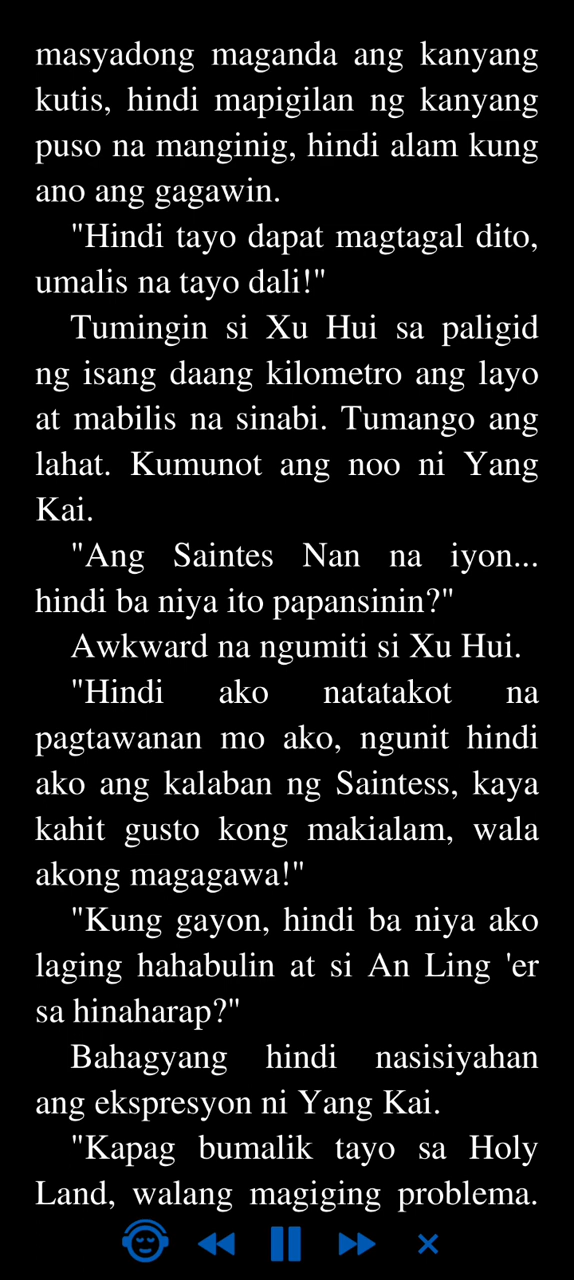 masyadong maganda ang kanyang
kutis, hindi mapigilan ng kanyang
puso na manginig, hindi alam kung
ano ang gagawin.
"Hindi tayo dapat magtagal dito,
umalis na tayo dali!"
Tumingin si Xu Hui sa paligid
ng isang daang kilometro ang layo
at mabilis na sinabi. Tumango ang
lahat. Kumunot ang noo ni Yang
Kai.
"Ang Saintes Nan na iyon...
hindi ba niya ito papansinin?"
Awkward na ngumiti si Xu Hui.
"Hindi ako natatakot na
pagtawanan mo ako, ngunit hindi
ako ang kalaban ng Saintess, kaya
kahit gusto kong makialam, wala
akong magagawa!"
"Kung gayon, hindi ba niya ako
laging hahabulin at si An Ling 'er
sa hinaharap?"
Bahagyang hindi nasisiyahan
ang ekspresyon ni Yang Kai.
"Kapag bumalik tayo sa Holy
Land, walang magiging problema.